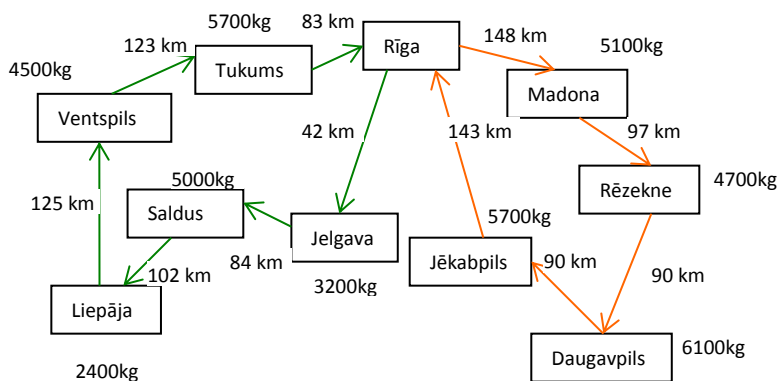 5700kg
83 km
123 km
Rīga
148 km
5100kg
4500kg
Tukums
Madona
Ventspils
42 km
143 km
97 km
5000kg
4700kg
Rēzekne
125 km
Saldus
5700kg
Jelgava
Jēkabpils
84 km
90 km
90 km
102 km
3200kg
Liepāja
Daugavpils
6100kg
2400kg